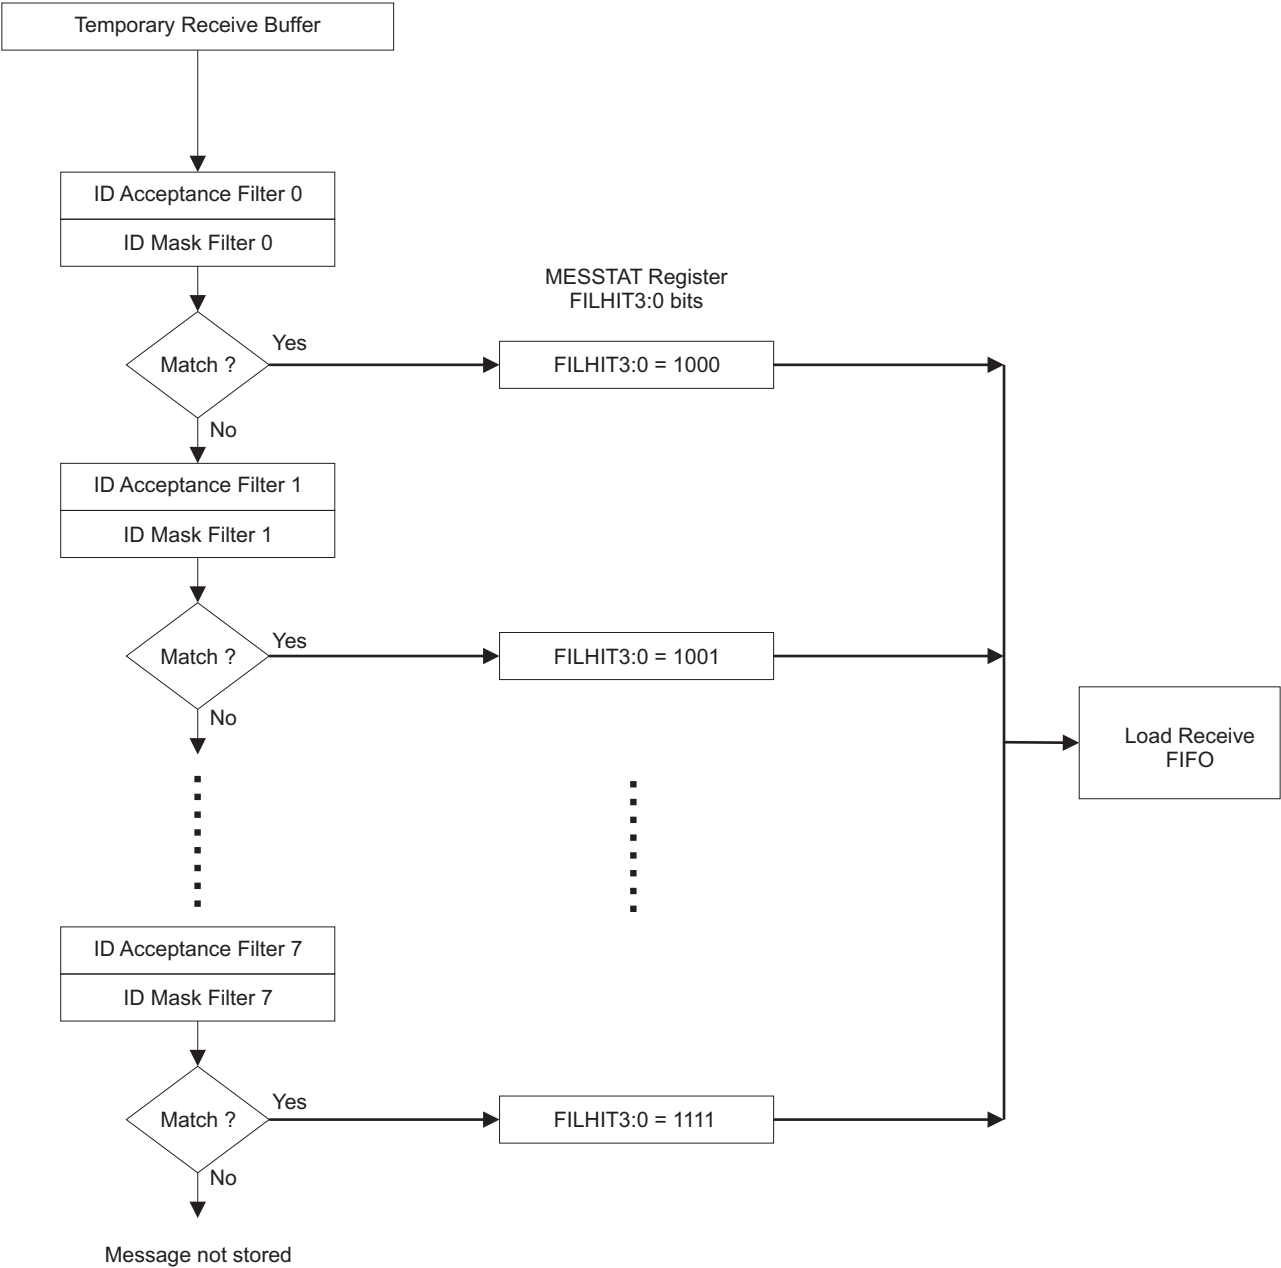 Temporary Receive Buffer
ID Acceptance Filter 0
ID Mask Filter 0
MESSTAT Register
FILHIT3:0 bits
Match ?
Yes
FILHIT3:0 = 1000
No
ID Acceptance Filter 1
ID Mask Filter 1
Match ?
Yes
FILHIT3:0 = 1001
No
Load Receive
FIFO
ID Acceptance Filter 7
ID Mask Filter 7
Match ?
Yes
FILHIT3:0 = 1111
No
Message not stored